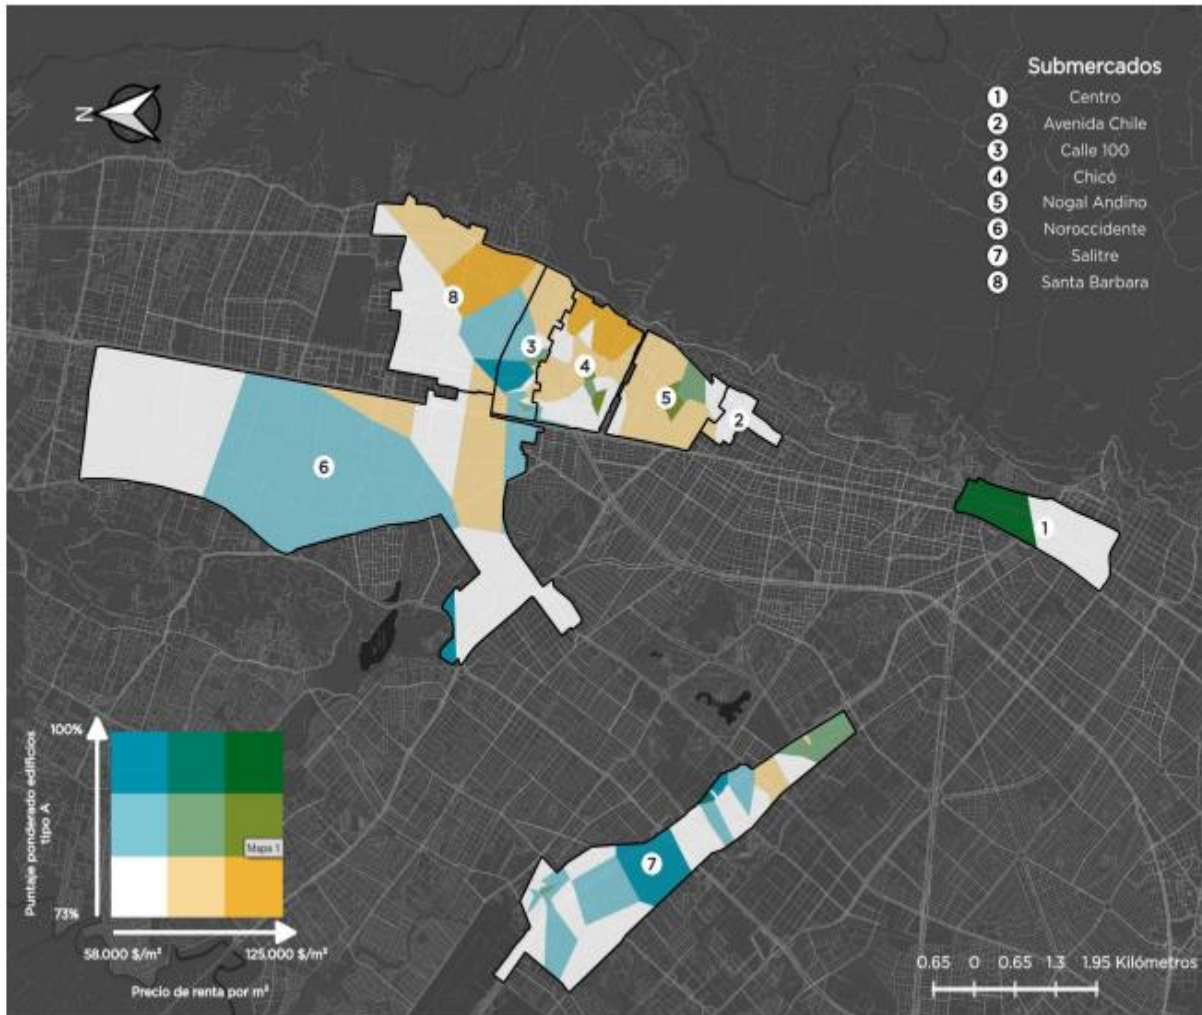 N
Submercados
1 Centro
2 Avenida Chile
3 Calle 100
4 Chicó
5 Nogal Andino
6 Noroccidente
7 Salitre
8 Santa Barbara
8
3
4
5
2
6
1
7
100%
Puntaje ponderado edificios
tipo A
Mapa 1
73%
58.000 $/m²
125.000 $/m²
Precio de renta por m²
0.65 0 0.65 1.3 1.95 Kilómetros